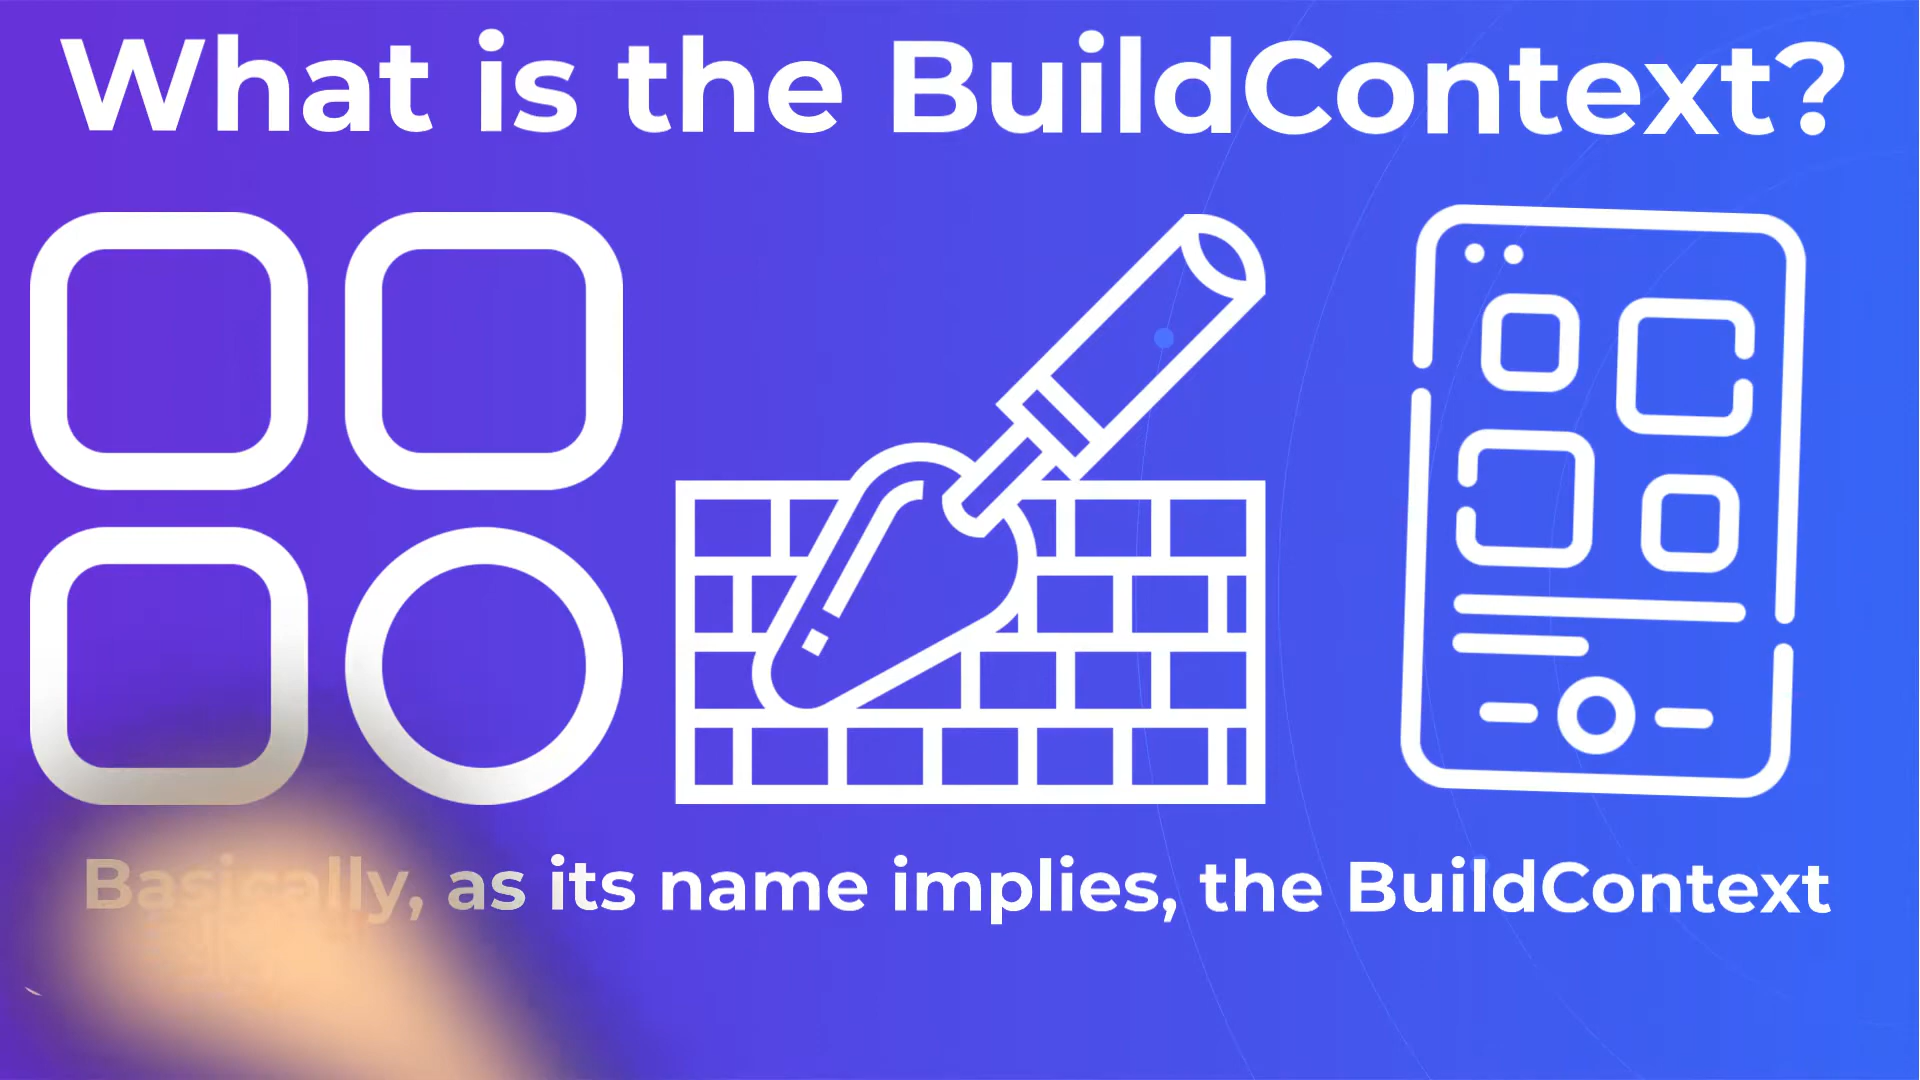 What is the BuildContext?
Basically, as its name implies, the BuildContext